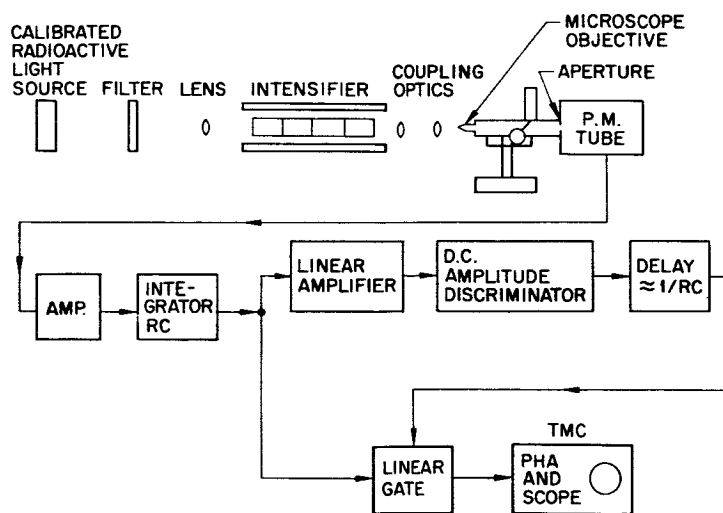 CALIBRATED
RADIOACTIVE
LIGHT
SOURCE
FILTER
LENS
INTENSIFIER
COUPLING
OPTICS
MICROSCOPE
OBJECTIVE
APERTURE
P.M.
TUBE
AMP.
INTE-
GRATOR
RC
LINEAR
AMPLIFIER
D.C.
AMPLITUDE
DISCRIMINATOR
DELAY
≈1/RC
LINEAR
GATE
TMC
PHA
AND
SCOPE